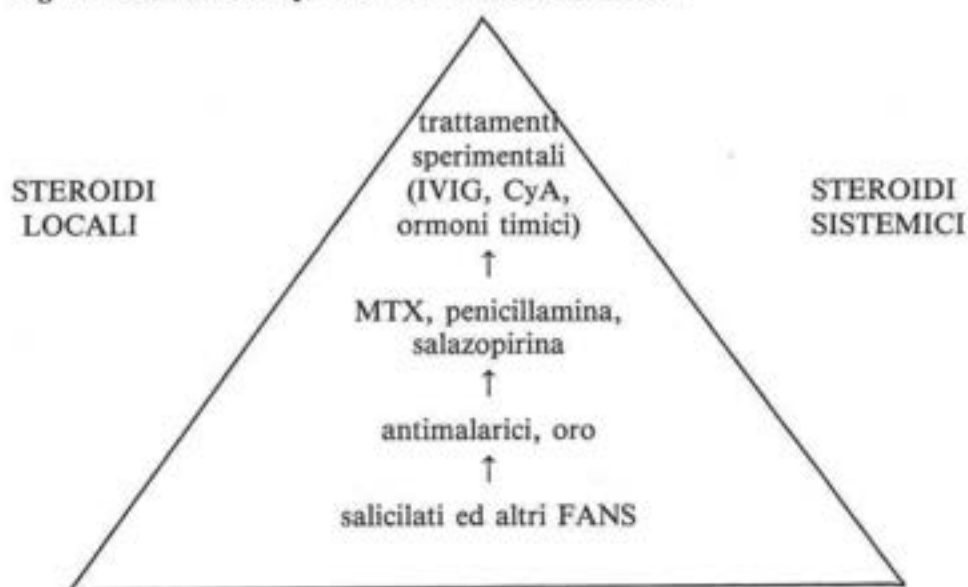 trattamenti
sperimentali
(IVIG, CyA,
ormoni timici)
STEROIDI
LOCALI
STEROIDI
SISTEMICI
↑
MTX, penicillamina,
salazopirina
↑
antimalarici, oro
↑
salicilati ed altri FANS